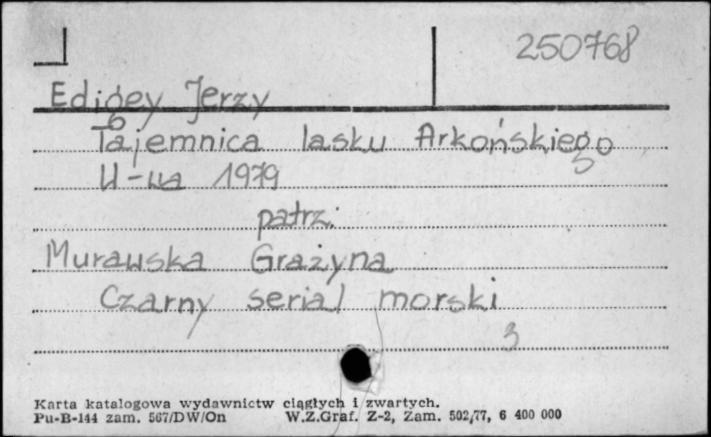 250768
Edigey Jerzy
Tajemnica lasku Arkońskiego
W-wa 1979
patrz:
Murawska Grażyna
Czarny serial morski
3
Karta katalogowa wydawnictw ciągłych i zwartych.
Pu-B-144 zam. 567/DW/On W.Z.Graf. Z-2, Zam. 502/77, 6 400 000